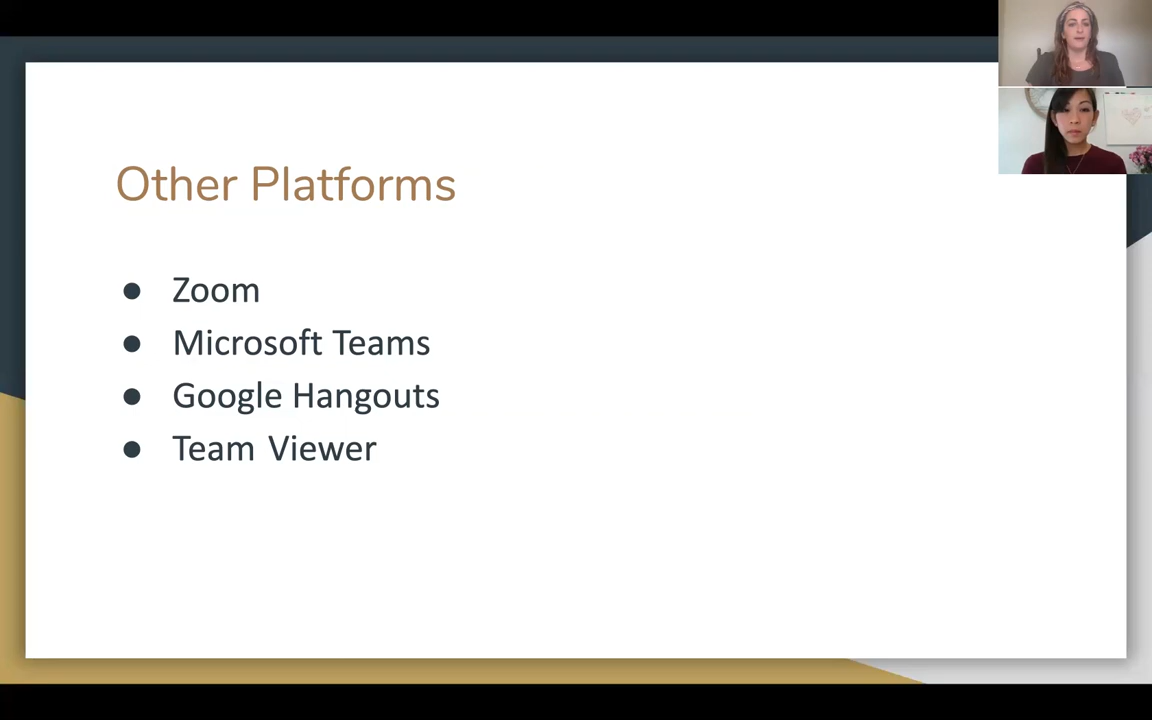 Other Platforms
● Zoom
● Microsoft Teams
● Google Hangouts
● Team Viewer